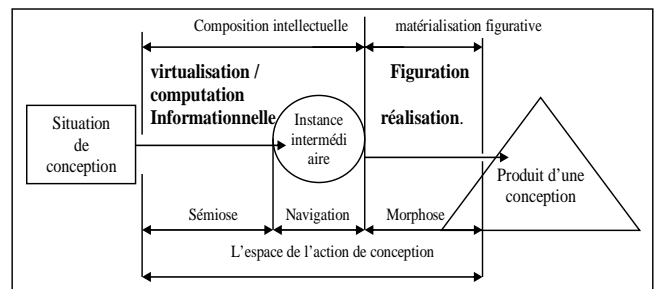 Composition intellectuelle
matérialisation figurative
virtualisation /
computation
Informationnelle
Figuration
réalisation.
Situation
de
conception
Instance
intermédi
aire
Produit d'une
conception
Sémiose
Navigation
Morphose
L'espace de l'action de conception